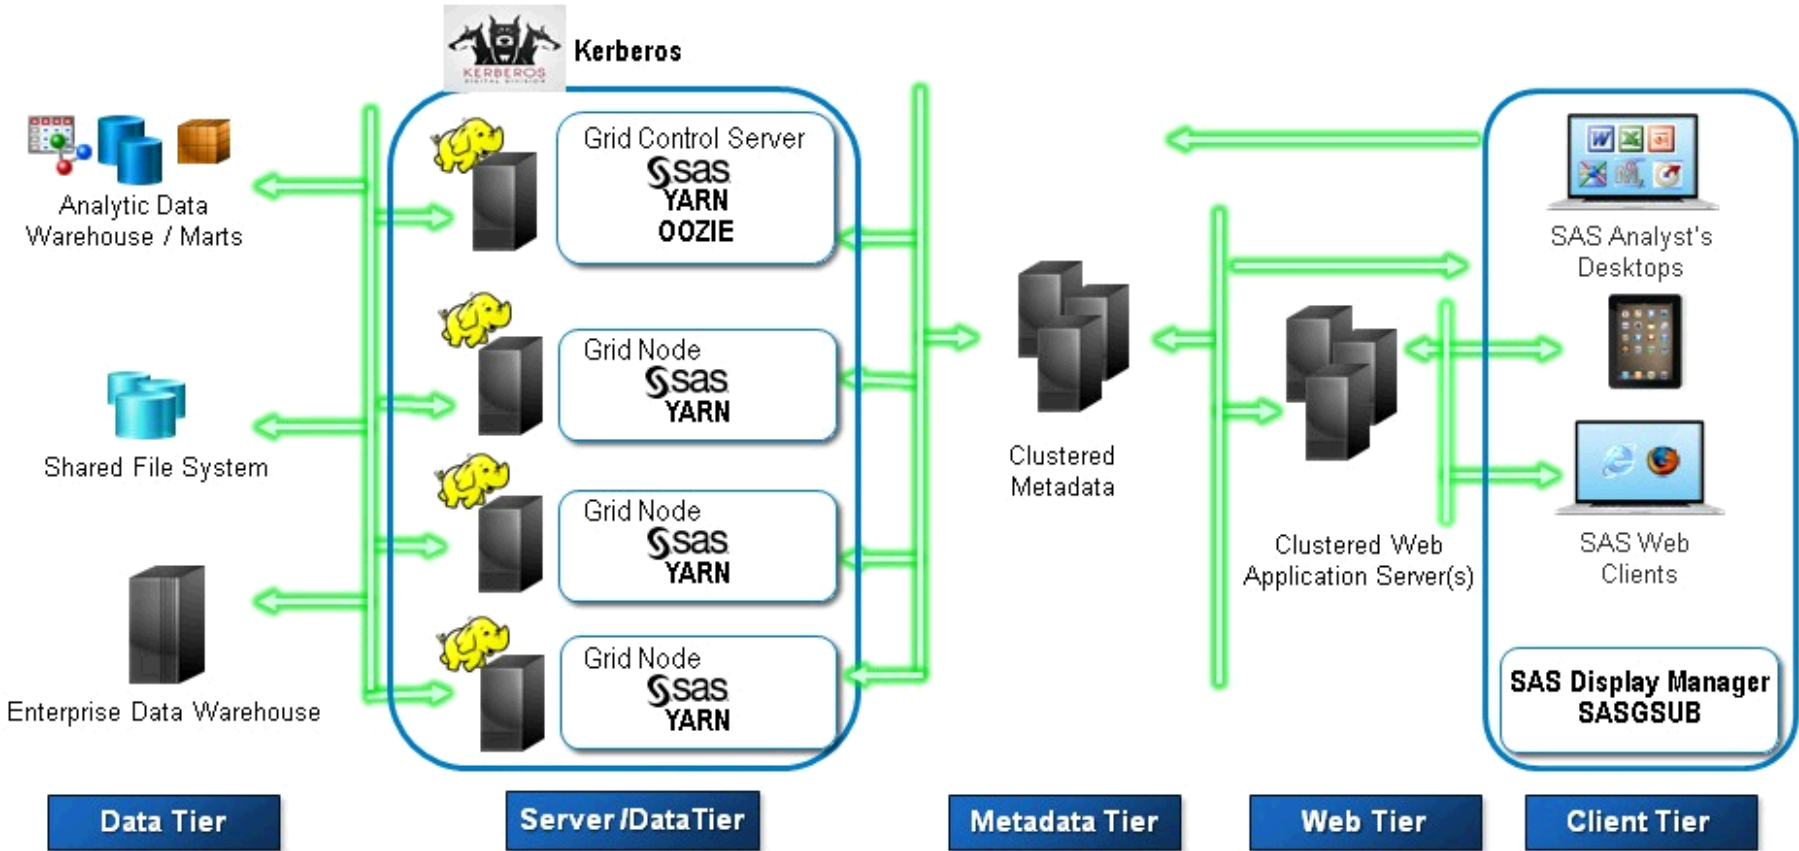 KERBEROS
DIGITAL DIVISION
Kerberos
Analytic Data
Warehouse / Marts
Shared File System
Enterprise Data Warehouse
Grid Control Server
sas
YARN
OOZIE
Grid Node
sas
YARN
Grid Node
sas
YARN
Grid Node
sas
YARN
Clustered
Metadata
Clustered Web
Application Server(s)
SAS Analyst's
Desktops
SAS Web
Clients
SAS Display Manager
SASGSUB
Data Tier
Server/DataTier
Metadata Tier
Web Tier
Client Tier